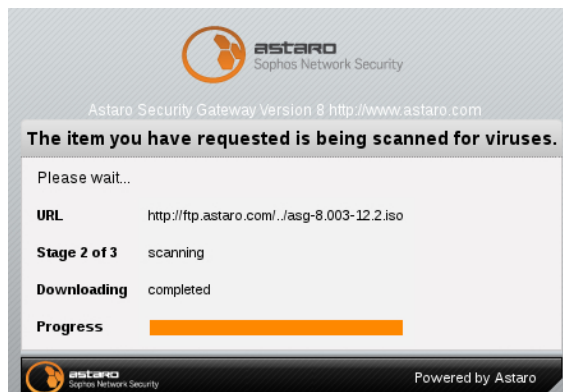 astaro
Sophos Network Security
Astaro Security Gateway Version 8 http://www.astaro.com
The item you have requested is being scanned for viruses.
Please wait...
URL http://ftp.astaro.com/../asg-8.003-12.2.iso
Stage 2 of 3 scanning
Downloading completed
Progress
astaro
Sophos Network Security
Powered by Astaro